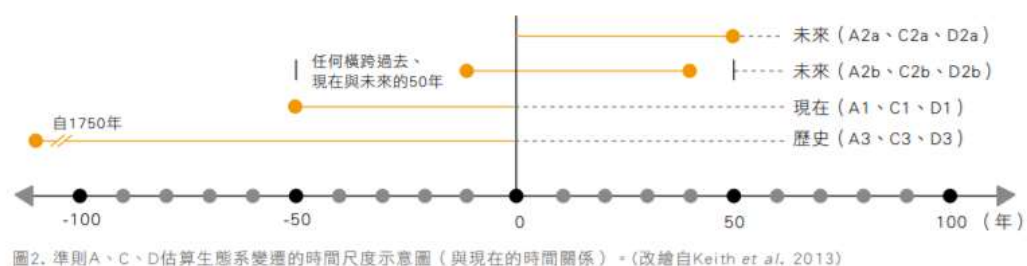 未來（A2a、C2a、D2a）
任何橫跨過去、
現在與未來的50年
未來（A2b、C2b、D2b）
現在（A1、C1、D1）
自1750年
歷史（A3、C3、D3）
-100 -50 0 50 100 （年）
圖2. 準則A、C、D估算生態系變遷的時間尺度示意圖（與現在的時間關係）。（改繪自Keith et al. 2013）